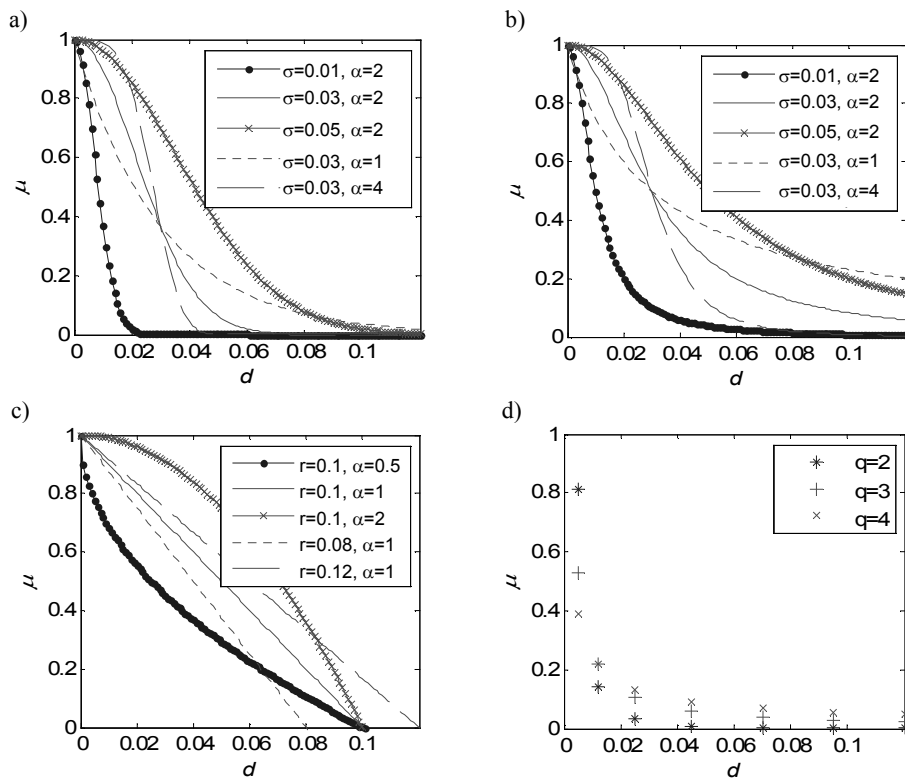 a)
1
0.8
0.6
0.4
0.2
0
μ
0 0.02 0.04 0.06 0.08 0.1
d
σ=0.01, α=2
σ=0.03, α=2
σ=0.05, α=2
σ=0.03, α=1
σ=0.03, α=4
b)
1
0.8
0.6
0.4
0.2
0
μ
0 0.02 0.04 0.06 0.08 0.1
d
σ=0.01, α=2
σ=0.03, α=2
σ=0.05, α=2
σ=0.03, α=1
σ=0.03, α=4
c)
1
0.8
0.6
0.4
0.2
0
μ
0 0.02 0.04 0.06 0.08 0.1
d
r=0.1, α=0.5
r=0.1, α=1
r=0.1, α=2
r=0.08, α=1
r=0.12, α=1
d)
1
0.8
0.6
0.4
0.2
0
μ
0 0.02 0.04 0.06 0.08 0.1
d
q=2
q=3
q=4